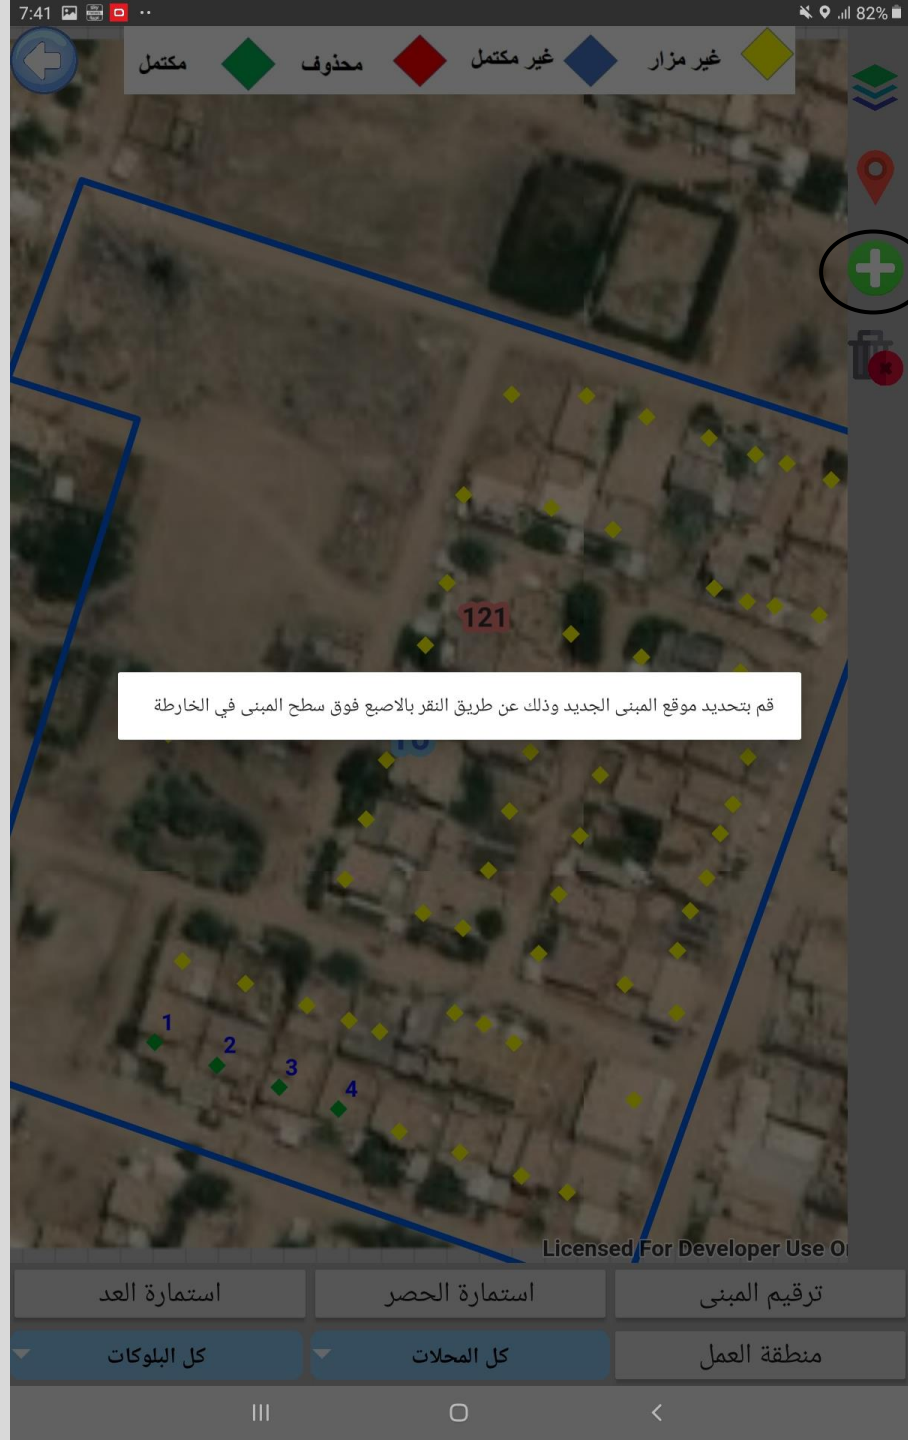 7:41
82%
غير مزار
غير مكتمل
محذوف
مكتمل
121
قم بتحديد موقع المبنى الجديد وذلك عن طريق النقر بالاصبع فوق سطح المبنى في الخارطة
1
2
3
4
Licensed For Developer Use O
ترقيم المبنى
استمارة الحصر
استمارة العد
منطقة العمل
كل المحلات
كل البلوكات